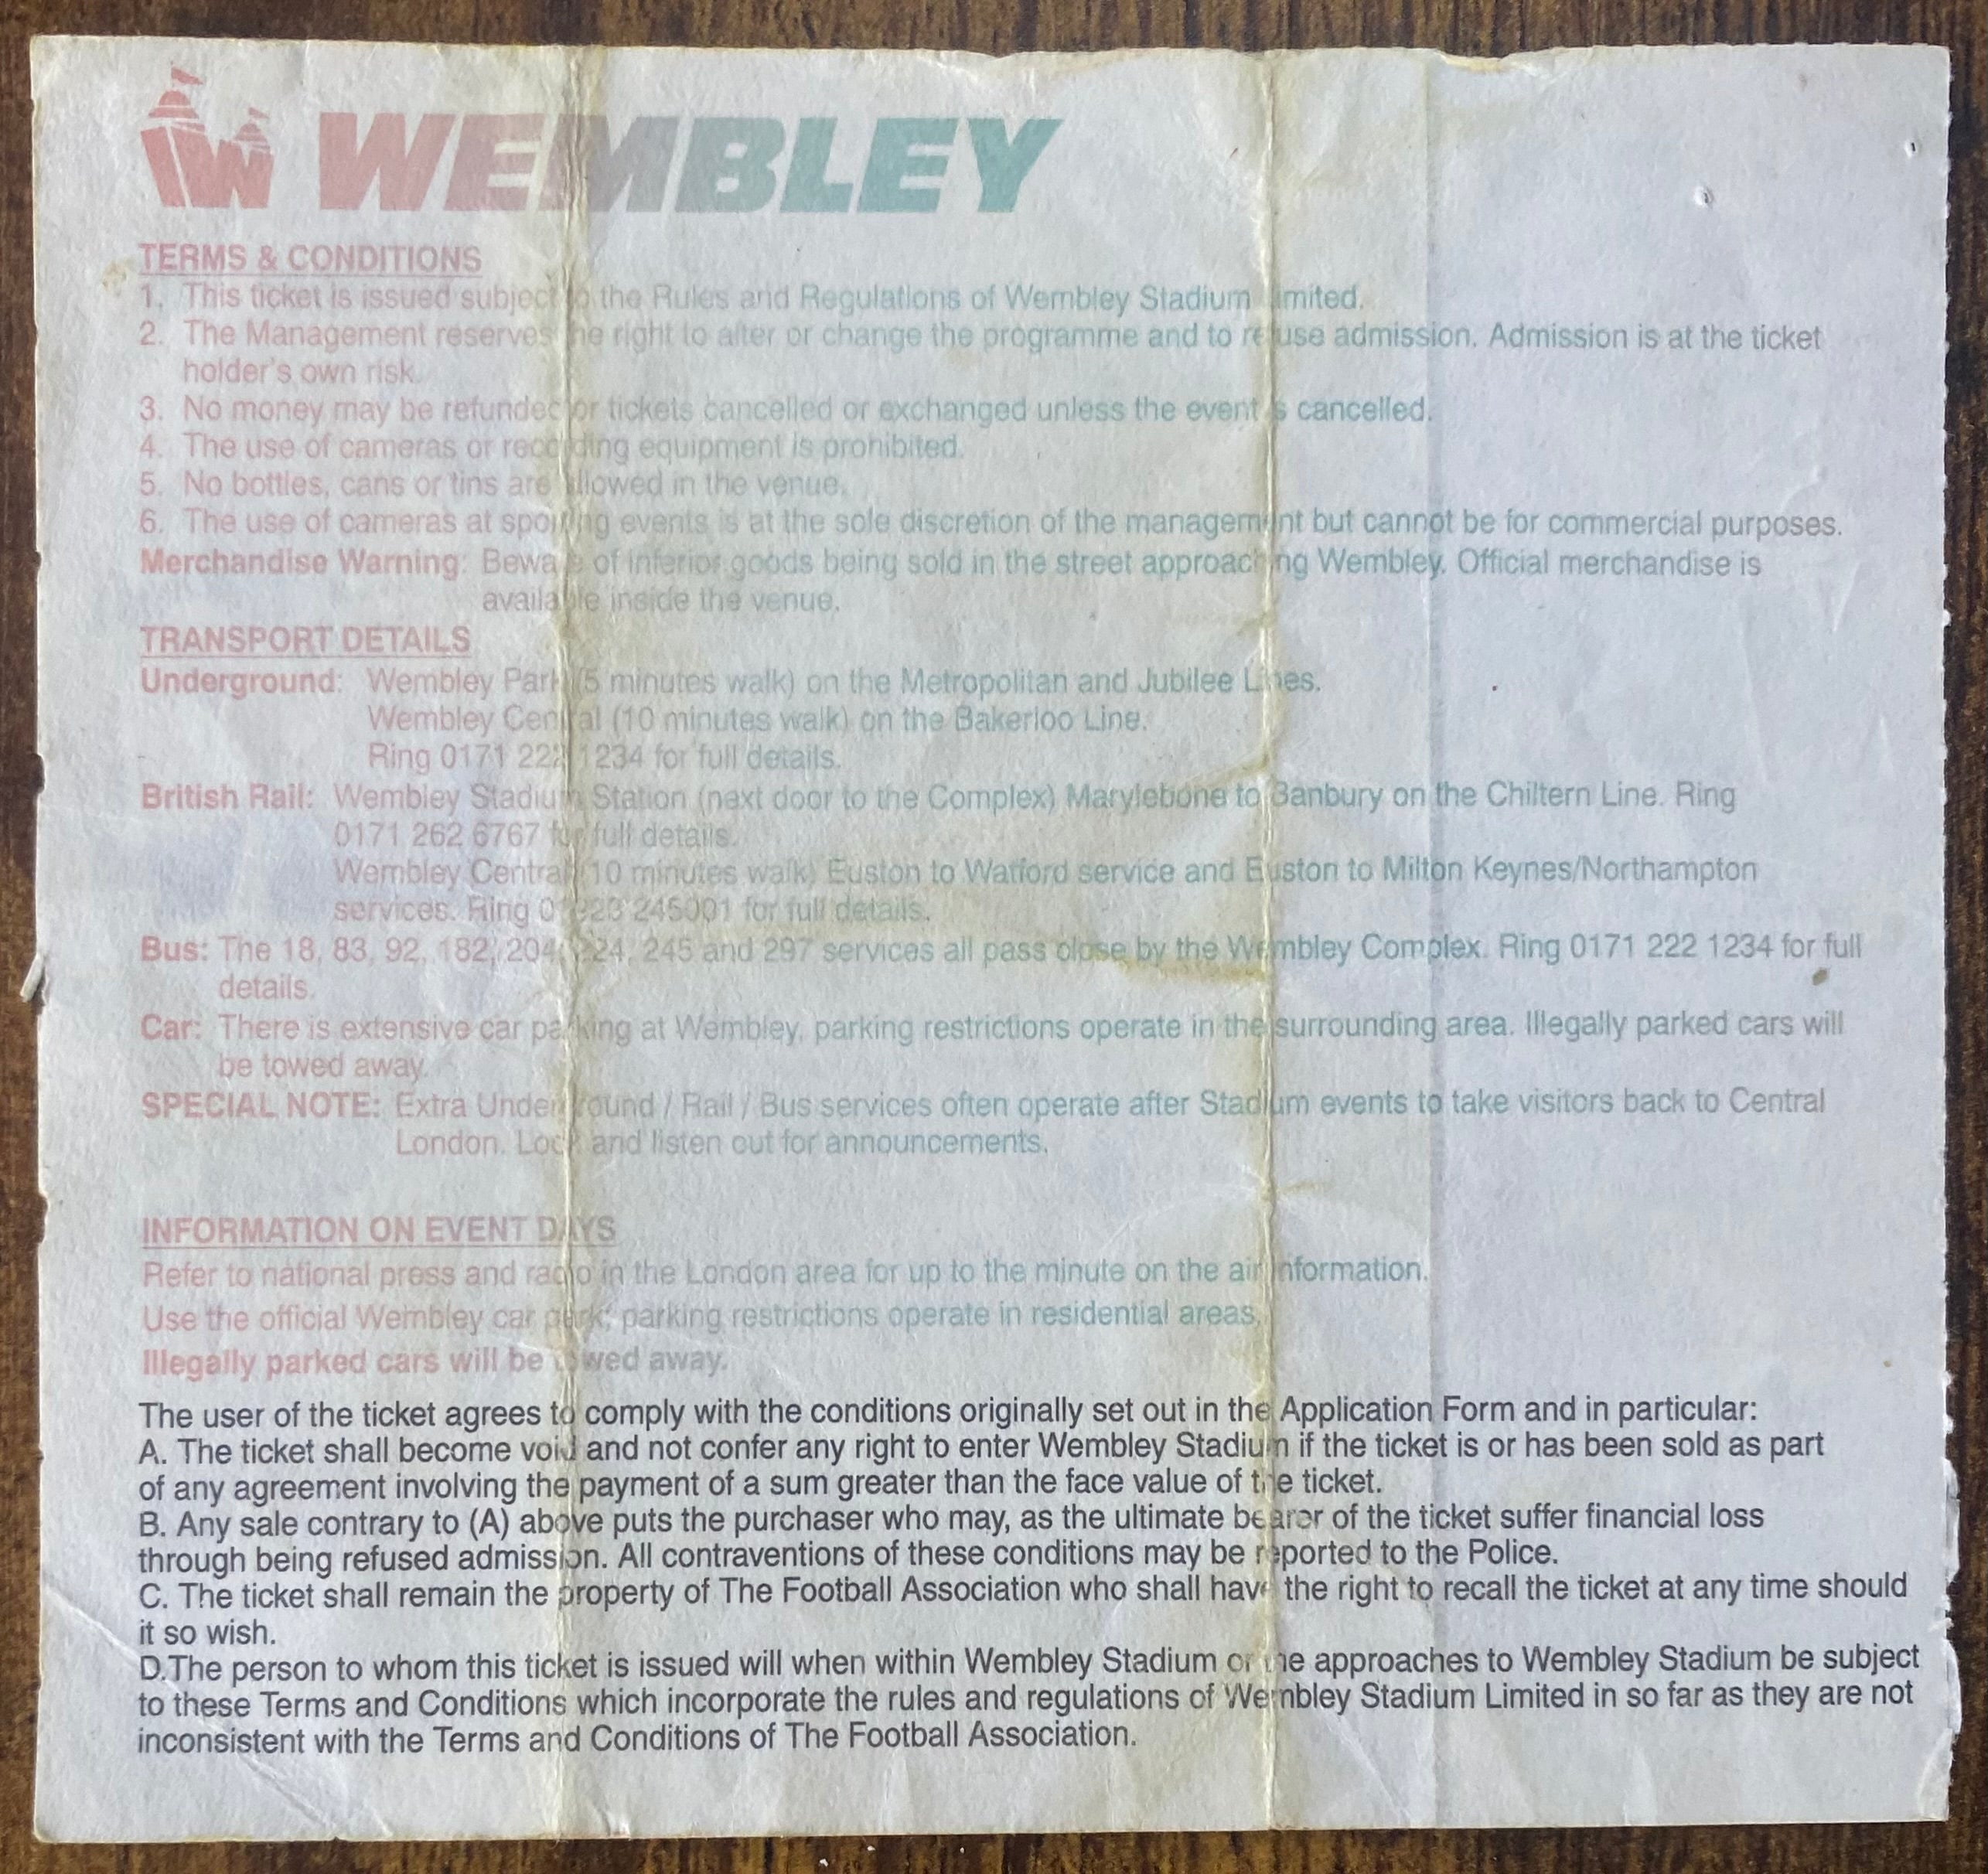 WEMBLEY
TERMS & CONDITIONS
1. This ticket is issued subject to the Rules and Regulations of Wembley Stadium Limited.
2. The Management reserves the right to alter or change the programme and to refuse admission. Admission is at the ticket
holder's own risk.
3. No money may be refunded or tickets cancelled or exchanged unless the event is cancelled.
4. The use of cameras or recording equipment is prohibited.
5. No bottles, cans or tins are allowed in the venue.
6. The use of cameras at sporting events is at the sole discretion of the management but cannot be for commercial purposes.
Merchandise Warning: Beware of inferior goods being sold in the street approaching Wembley. Official merchandise is
available inside the venue.
TRANSPORT DETAILS
Underground: Wembley Park (5 minutes walk) on the Metropolitan and Jubilee Lines.
Wembley Central (10 minutes walk) on the Bakerloo Line.
Ring 0171 222 1234 for full details.
British Rail: Wembley Stadium Station (next door to the Complex) Marylebone to Banbury on the Chiltern Line. Ring
0171 262 6767 for full details.
Wembley Central (10 minutes walk) Euston to Watford service and Euston to Milton Keynes/Northampton
services. Ring 01923 245001 for full details.
Bus: The 18, 83, 92, 182, 204, 224, 245 and 297 services all pass close by the Wembley Complex. Ring 0171 222 1234 for full
details.
Car: There is extensive car parking at Wembley, parking restrictions operate in the surrounding area. Illegally parked cars will
be towed away.
SPECIAL NOTE: Extra Underground / Rail / Bus services often operate after Stadium events to take visitors back to Central
London. Look and listen out for announcements.
INFORMATION ON EVENT DAYS
Refer to national press and radio in the London area for up to the minute on the air information.
Use the official Wembley car park; parking restrictions operate in residential areas.
Illegally parked cars will be towed away.
The user of the ticket agrees to comply with the conditions originally set out in the Application Form and in particular:
A. The ticket shall become void and not confer any right to enter Wembley Stadium if the ticket is or has been sold as part
of any agreement involving the payment of a sum greater than the face value of the ticket.
B. Any sale contrary to (A) above puts the purchaser who may, as the ultimate bearer of the ticket suffer financial loss
through being refused admission. All contraventions of these conditions may be reported to the Police.
C. The ticket shall remain the property of The Football Association who shall have the right to recall the ticket at any time should
it so wish.
D.The person to whom this ticket is issued will when within Wembley Stadium or the approaches to Wembley Stadium be subject
to these Terms and Conditions which incorporate the rules and regulations of Wembley Stadium Limited in so far as they are not
inconsistent with the Terms and Conditions of The Football Association.